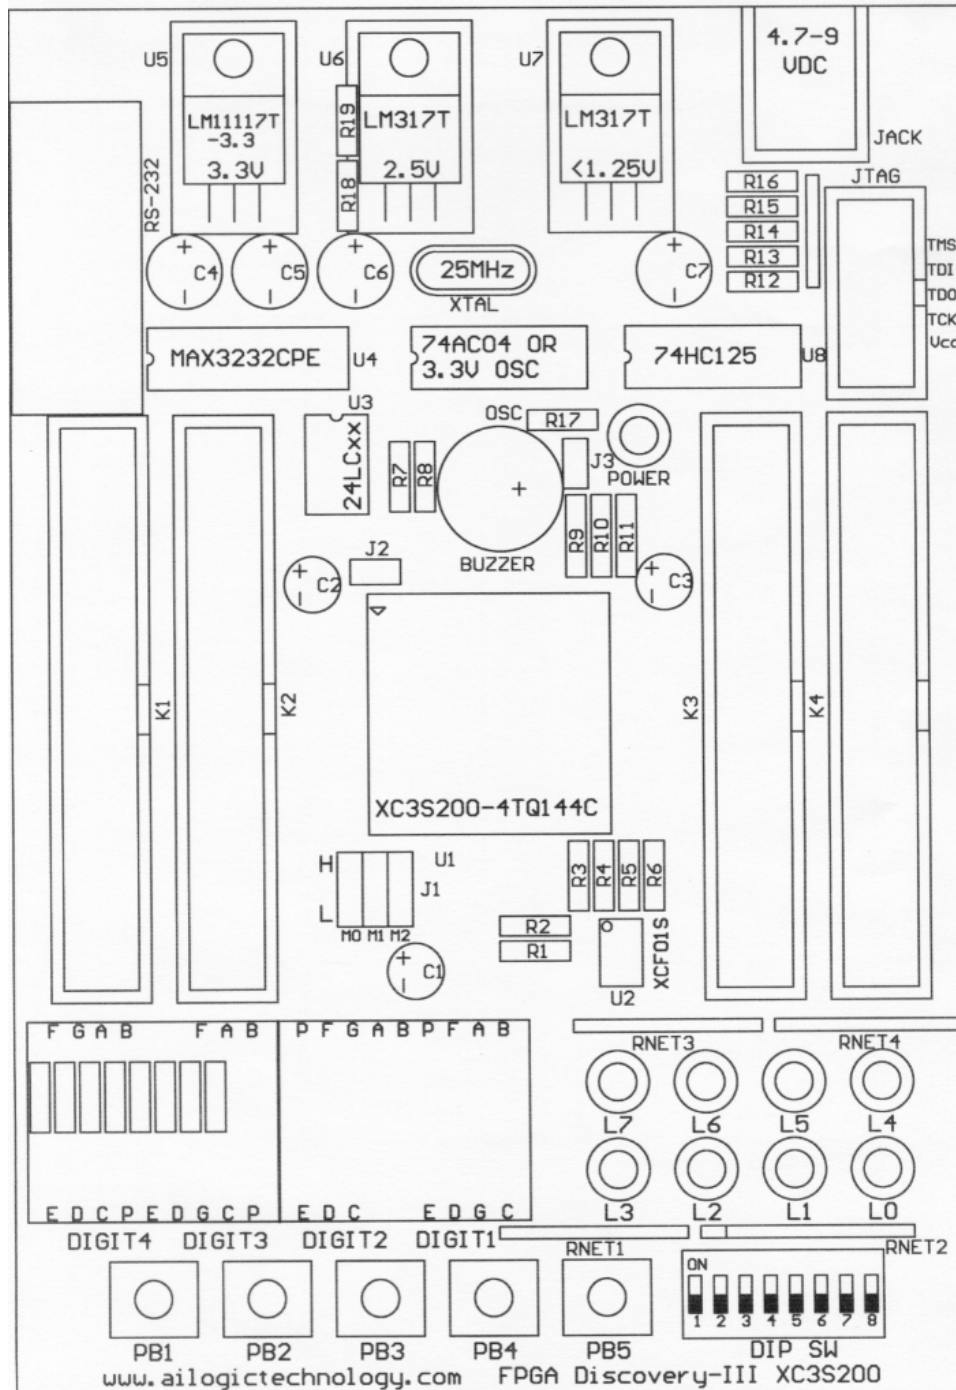 4.7-9
VDC
U5
U6
U7
LM11117T
-3.3
3.3V
R19
R18
LM317T
2.5V
LM317T
<1.25V
JACK
RS-232
R16
R15
R14
R13
R12
JTAG
TMS
TDI
TDO
TCK
Vcc
+
-
C4
+
-
C5
+
-
C6
25MHz
XTAL
+
-
C7
MAX3232CPE
U4
74AC04 OR
3.3V OSC
74HC125
U8
U3
24LCxx
R7
R8
OSC
R17
J3
POWER
+
BUZZER
R9
R10
R11
J2
+
-
C2
+
-
C3
K1
K2
K3
K4
XC3S200-4TQ144C
H
L
U1
J1
M0 M1 M2
R3
R4
R5
R6
R2
R1
XCF01S
U2
+
-
C1
F G A B F A B P F G A B P F A B
RNET3
RNET4
L7 L6 L5 L4
L3 L2 L1 L0
E D C P E D G C P E D C E D G C
DIGIT4 DIGIT3 DIGIT2 DIGIT1
RNET1
RNET2
ON
1 2 3 4 5 6 7 8
PB1 PB2 PB3 PB4 PB5 DIP SW
www.ailogictechnology.com FPGA Discovery-III XC3S200